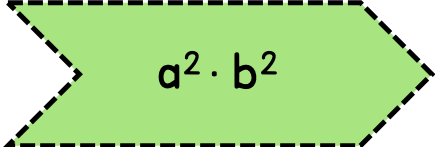 a² · b²